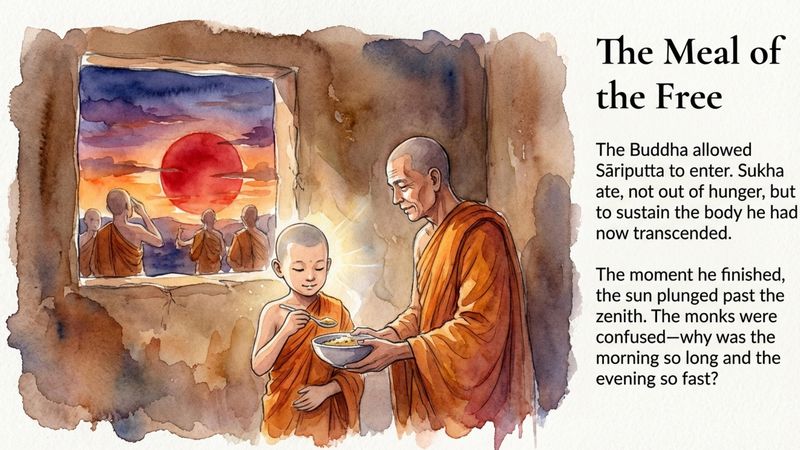 The Meal of
the Free
The Buddha allowed
Sāriputta to enter. Sukha
ate, not out of hunger, but
to sustain the body he had
now transcended.
The moment he finished,
the sun plunged past the
zenith. The monks were
confused—why was the
morning so long and the
evening so fast?